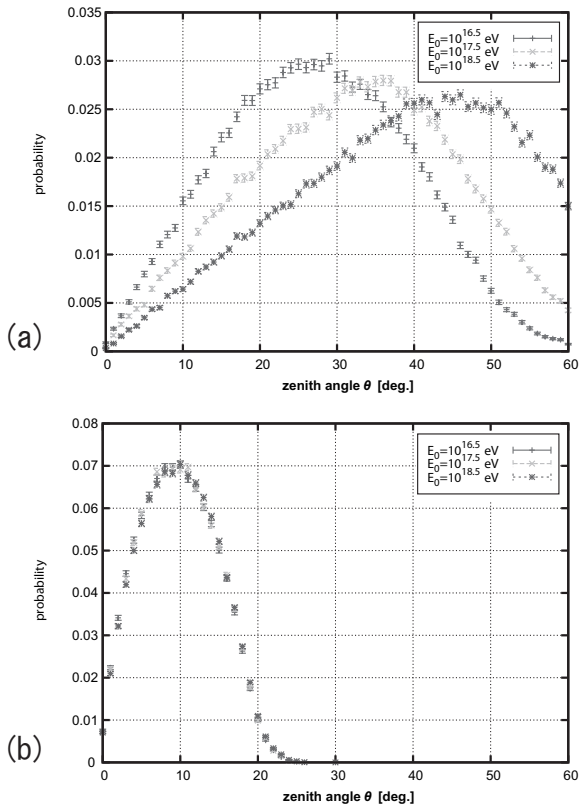 0.035
0.03
0.025
0.02
0.015
0.01
0.005
0
probability
E₀=10^16.5 eV
E₀=10^17.5 eV
E₀=10^18.5 eV
0 10 20 30 40 50 60
zenith angle θ [deg.]
(a)
0.08
0.07
0.06
0.05
0.04
0.03
0.02
0.01
0
probability
E₀=10^16.5 eV
E₀=10^17.5 eV
E₀=10^18.5 eV
0 10 20 30 40 50 60
zenith angle θ [deg.]
(b)